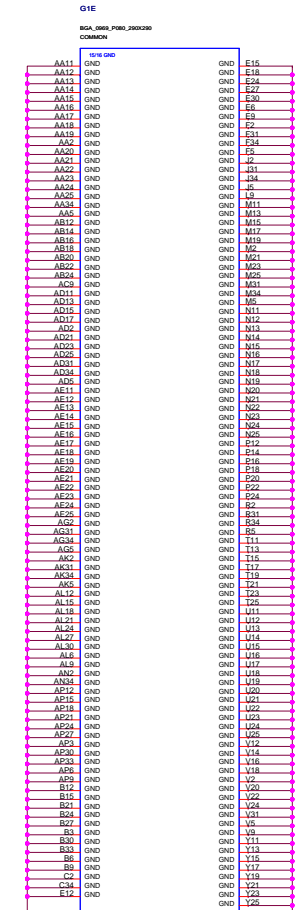 G1E
BGA_0969_P080_290X290
COMMON
15/16 GND
AA11 GND GND E15
AA12 GND GND E18
AA13 GND GND E24
AA14 GND GND E27
AA15 GND GND E30
AA16 GND GND E6
AA17 GND GND E9
AA18 GND GND F2
AA19 GND GND F31
AA2 GND GND F34
AA20 GND GND F5
AA21 GND GND J2
AA22 GND GND J31
AA23 GND GND J34
AA24 GND GND J5
AA25 GND GND L9
AA34 GND GND M11
AA5 GND GND M13
AB12 GND GND M15
AB14 GND GND M17
AB16 GND GND M19
AB18 GND GND M2
AB20 GND GND M21
AB22 GND GND M23
AB24 GND GND M25
AC9 GND GND M31
AD11 GND GND M34
AD13 GND GND M5
AD15 GND GND N11
AD17 GND GND N12
AD2 GND GND N13
AD21 GND GND N14
AD23 GND GND N15
AD25 GND GND N16
AD31 GND GND N17
AD34 GND GND N18
AD5 GND GND N19
AE11 GND GND N20
AE12 GND GND N21
AE13 GND GND N22
AE14 GND GND N23
AE15 GND GND N24
AE16 GND GND N25
AE17 GND GND P12
AE18 GND GND P14
AE19 GND GND P16
AE20 GND GND P18
AE21 GND GND P20
AE22 GND GND P22
AE23 GND GND P24
AE24 GND GND R2
AE25 GND GND R31
AG2 GND GND R34
AG31 GND GND R5
AG34 GND GND T11
AG5 GND GND T13
AK2 GND GND T15
AK31 GND GND T17
AK34 GND GND T19
AK5 GND GND T21
AL12 GND GND T23
AL15 GND GND T25
AL18 GND GND U11
AL21 GND GND U12
AL24 GND GND U13
AL27 GND GND U14
AL30 GND GND U15
AL6 GND GND U16
AL9 GND GND U17
AN2 GND GND U18
AN34 GND GND U19
AP12 GND GND U20
AP15 GND GND U21
AP18 GND GND U22
AP21 GND GND U23
AP24 GND GND U24
AP27 GND GND U25
AP3 GND GND V12
AP30 GND GND V14
AP33 GND GND V16
AP6 GND GND V18
AP9 GND GND V2
B12 GND GND V20
B15 GND GND V22
B21 GND GND V24
B24 GND GND V31
B27 GND GND V5
B3 GND GND V9
B30 GND GND Y11
B33 GND GND Y13
B6 GND GND Y15
B9 GND GND Y17
C2 GND GND Y19
C34 GND GND Y21
E12 GND GND Y23
GND Y25